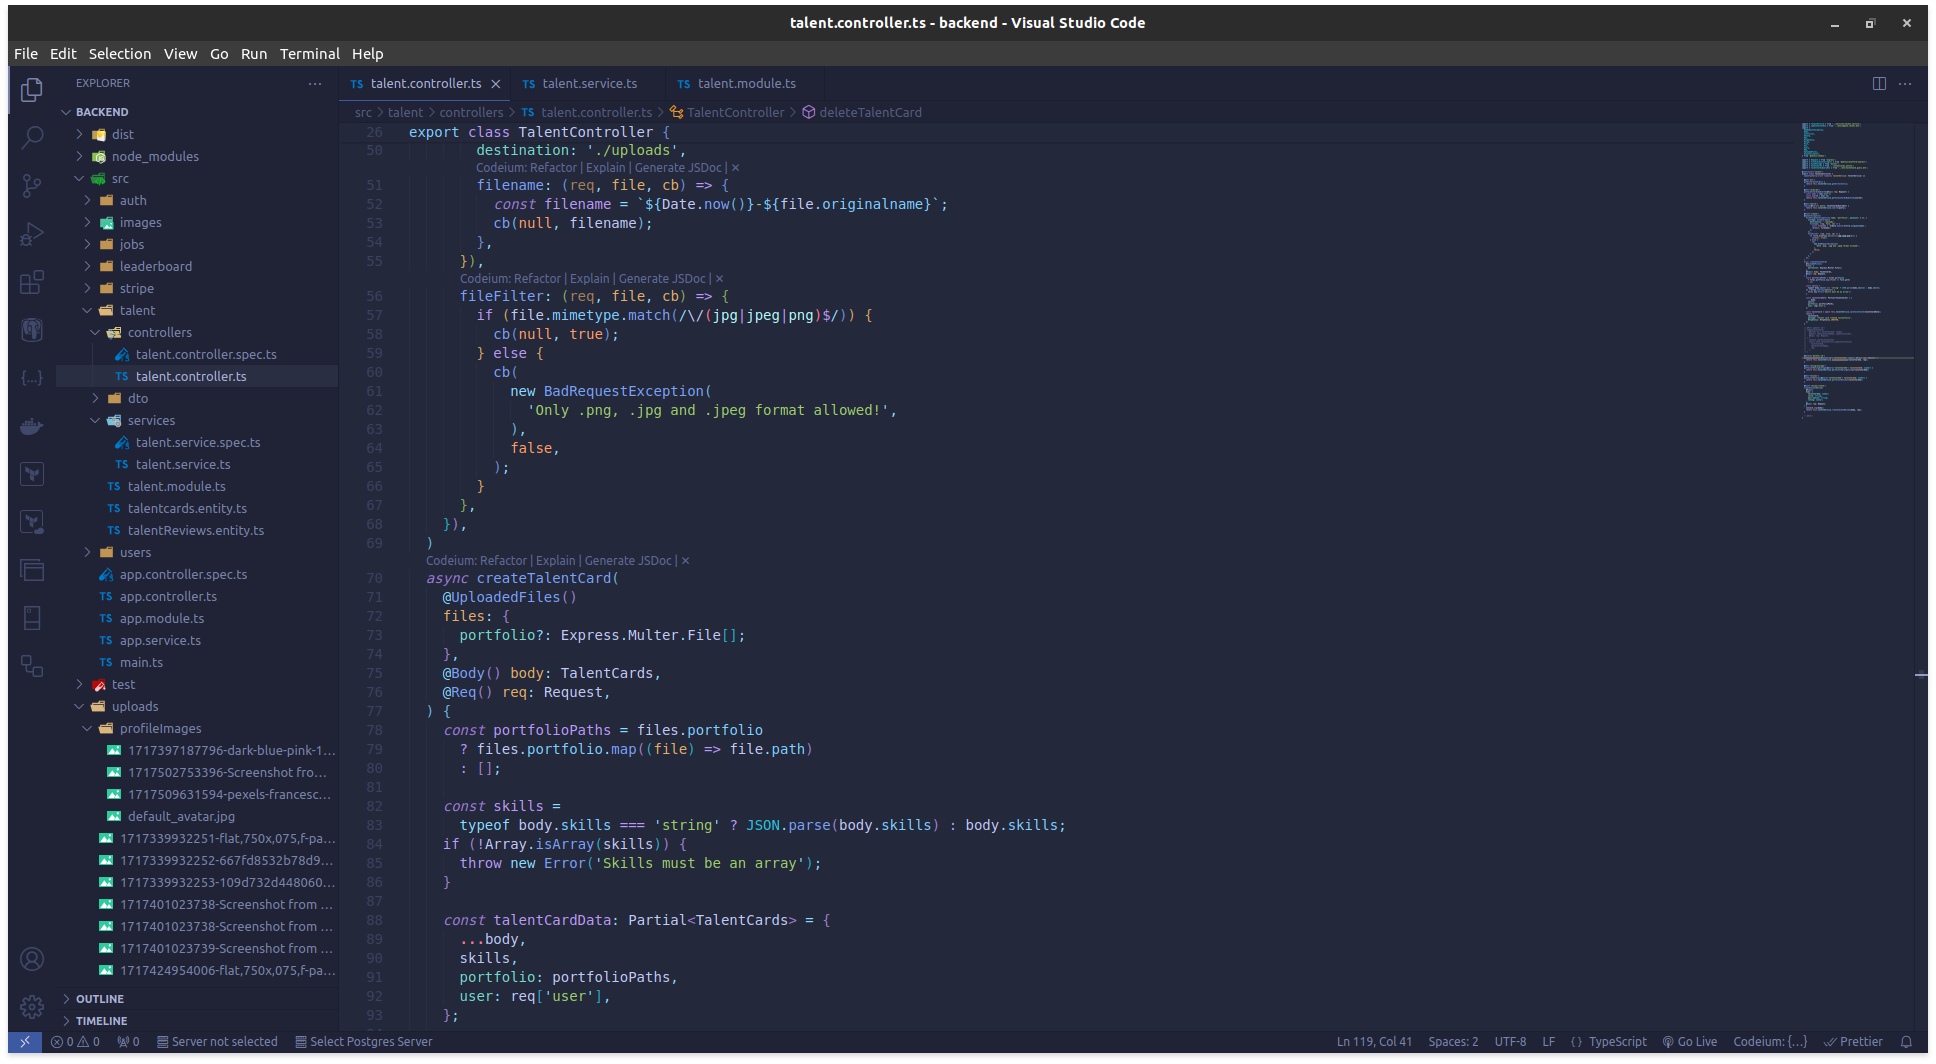 talent.controller.ts - backend - Visual Studio Code
File Edit Selection View Go Run Terminal Help
EXPLORER
BACKEND
dist
node_modules
src
auth
images
jobs
leaderboard
stripe
talent
controllers
talent.controller.spec.ts
TS talent.controller.ts
dto
services
talent.service.spec.ts
TS talent.service.ts
TS talent.module.ts
TS talentcards.entity.ts
TS talentReviews.entity.ts
users
app.controller.spec.ts
TS app.controller.ts
TS app.module.ts
TS app.service.ts
TS main.ts
test
uploads
profileImages
1717397187796-dark-blue-pink-1...
1717502753396-Screenshot fro...
1717509631594-pexels-francesc...
default_avatar.jpg
1717339932251-flat,750x,075,f-pa...
1717339932252-667fd8532b78d9...
1717339932253-109d732d448060...
1717401023738-Screenshot from ...
1717401023738-Screenshot from ...
1717401023739-Screenshot from ...
1717424954006-flat,750x,075,f-pa...
OUTLINE
TIMELINE
TS talent.controller.ts TS talent.service.ts TS talent.module.ts
src > talent > controllers > TS talent.controller.ts > TalentController > deleteTalentCard
26 export class TalentController {
50 destination: './uploads',
Codeium: Refactor | Explain | Generate JSDoc | ✕
51 filename: (req, file, cb) => {
52 const filename = `${Date.now()}-${file.originalname}`;
53 cb(null, filename);
54 },
55 }),
Codeium: Refactor | Explain | Generate JSDoc | ✕
56 fileFilter: (req, file, cb) => {
57 if (file.mimetype.match(/\/(jpg|jpeg|png)$/)) {
58 cb(null, true);
59 } else {
60 cb(
61 new BadRequestException(
62 'Only .png, .jpg and .jpeg format allowed!',
63 ),
64 false,
65 );
66 }
67 },
68 }),
69 )
Codeium: Refactor | Explain | Generate JSDoc | ✕
70 async createTalentCard(
71 @UploadedFiles()
72 files: {
73 portfolio?: Express.Multer.File[];
74 },
75 @Body() body: TalentCards,
76 @Req() req: Request,
77 ) {
78 const portfolioPaths = files.portfolio
79 ? files.portfolio.map((file) => file.path)
80 : [];
81
82 const skills =
83 typeof body.skills === 'string' ? JSON.parse(body.skills) : body.skills;
84 if (!Array.isArray(skills)) {
85 throw new Error('Skills must be an array');
86 }
87
88 const talentCardData: Partial<TalentCards> = {
89 ...body,
90 skills,
91 portfolio: portfolioPaths,
92 user: req['user'],
93 };
0 0 0 Server not selected Select Postgres Server Ln 119, Col 41 Spaces: 2 UTF-8 LF {} TypeScript Go Live Codeium: {...} Prettier